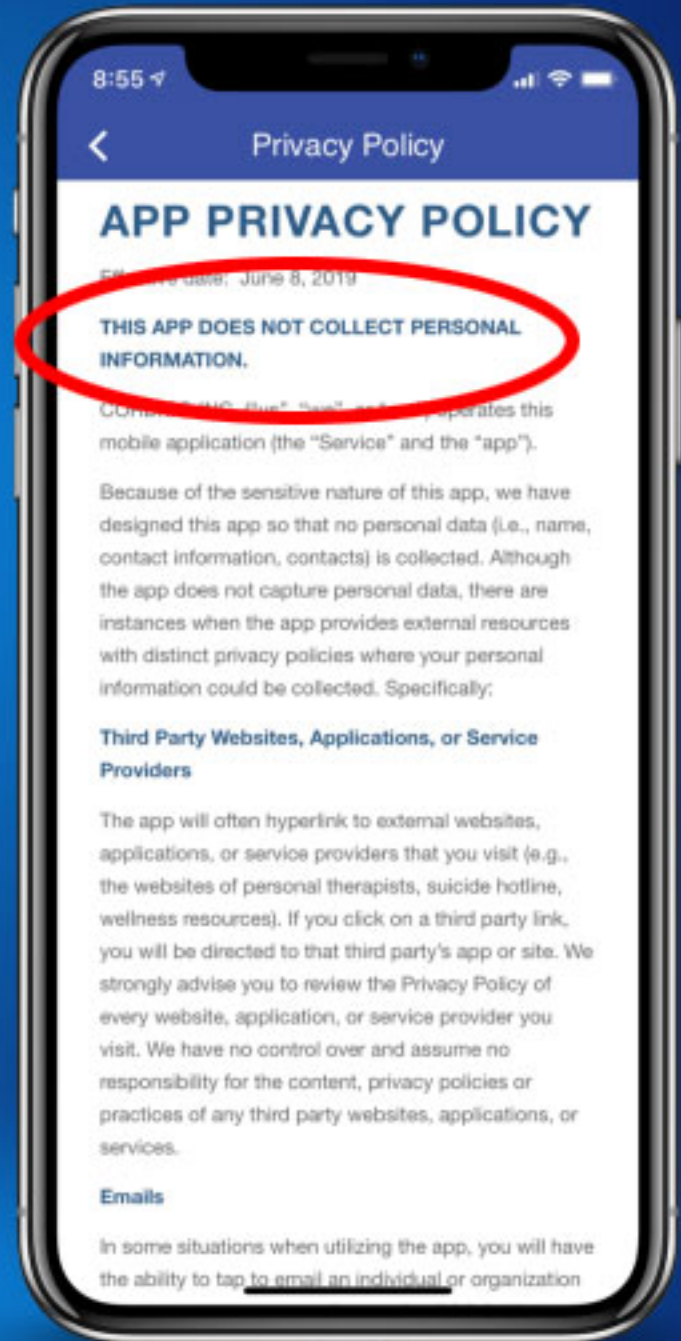 8:55
Privacy Policy
APP PRIVACY POLICY
Effective date: June 8, 2019
THIS APP DOES NOT COLLECT PERSONAL
INFORMATION.
operates this
mobile application (the “Service” and the “app”).
Because of the sensitive nature of this app, we have
designed this app so that no personal data (i.e., name,
contact information, contacts) is collected. Although
the app does not capture personal data, there are
instances when the app provides external resources
with distinct privacy policies where your personal
information could be collected. Specifically:
Third Party Websites, Applications, or Service
Providers
The app will often hyperlink to external websites,
applications, or service providers that you visit (e.g.,
the websites of personal therapists, suicide hotline,
wellness resources). If you click on a third party link,
you will be directed to that third party’s app or site. We
strongly advise you to review the Privacy Policy of
every website, application, or service provider you
visit. We have no control over and assume no
responsibility for the content, privacy policies or
practices of any third party websites, applications, or
services.
Emails
In some situations when utilizing the app, you will have
the ability to tap to email an individual or organization